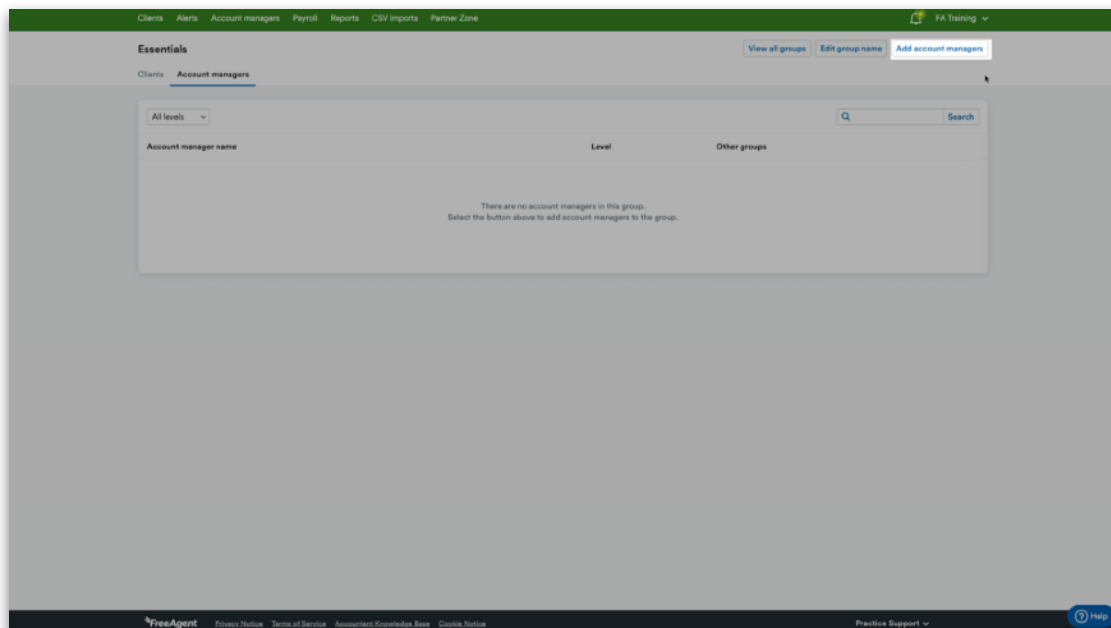 Clients Alerts Account managers Payroll Reports CSV imports Partner Zone FA Training
Essentials View all groups Edit group name Add account managers
Clients Account managers
All levels Search
Account manager name Level Other groups
There are no account managers in this group.
Select the button above to add account managers to the group.
FreeAgent Privacy Notice Terms of Service Accountant Knowledge Base Cookie Notice Practice Support
Help